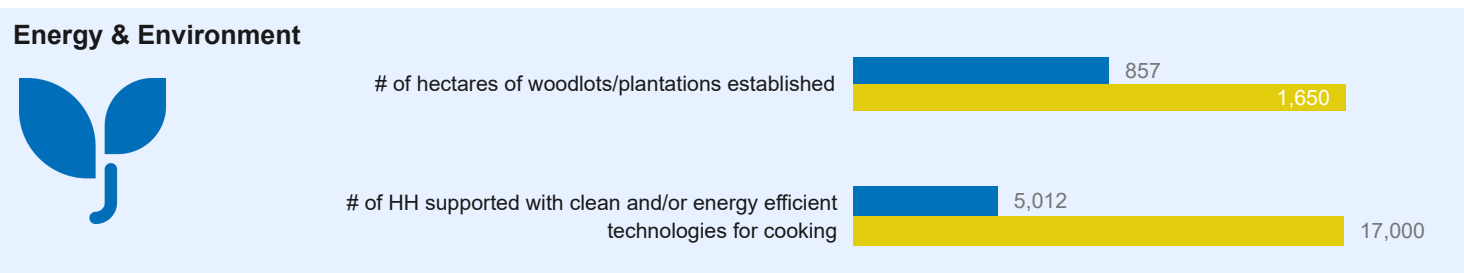 Energy & Environment
# of hectares of woodlots/plantations established
857
1,650
# of HH supported with clean and/or energy efficient
technologies for cooking
5,012
17,000